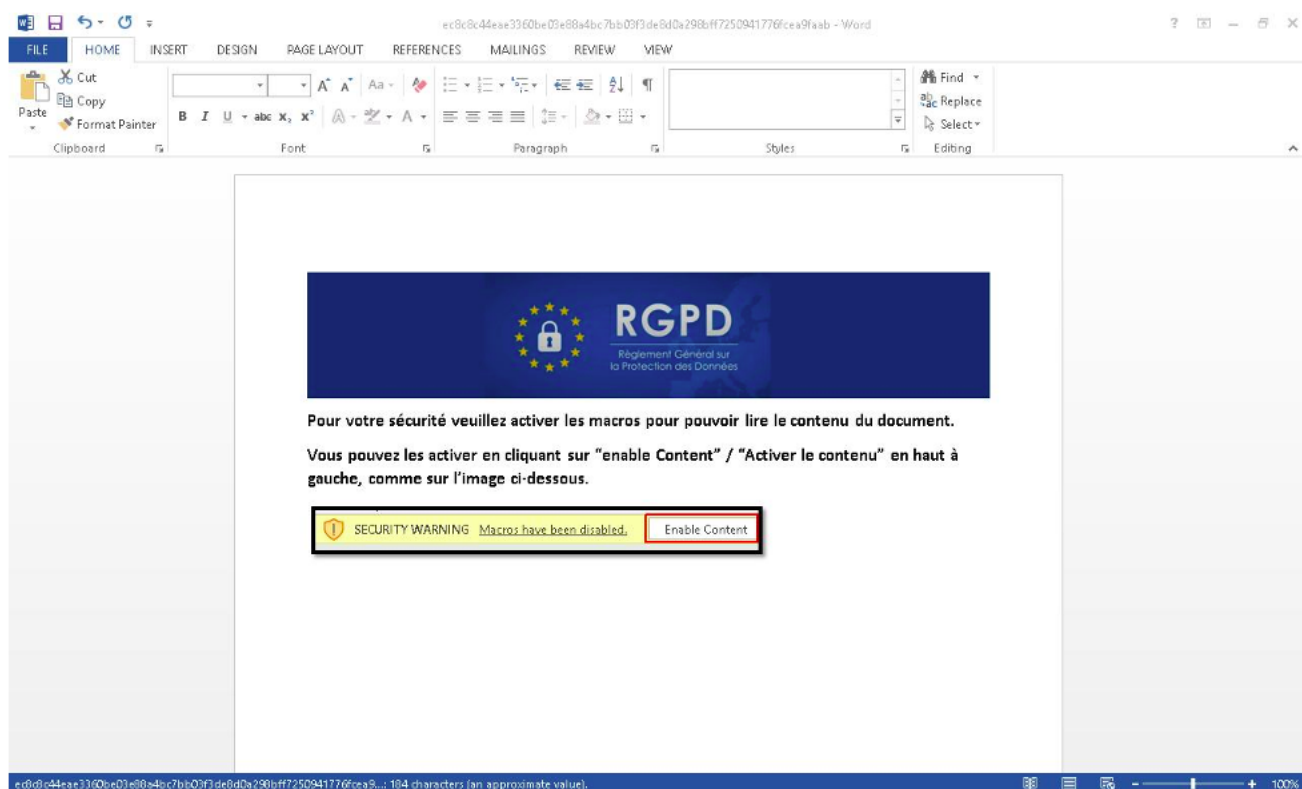 ec8c8c44eae3360be03e88a4bc7bb03f3de8d0a298bff7250941776fcea9faab - Word
FILE HOME INSERT DESIGN PAGE LAYOUT REFERENCES MAILINGS REVIEW VIEW
Cut
Copy
Paste
Format Painter
Find
Replace
Select
Clipboard Font Paragraph Styles Editing
RGPD
Règlement Général sur
la Protection des Données
Pour votre sécurité veuillez activer les macros pour pouvoir lire le contenu du document.
Vous pouvez les activer en cliquant sur “enable Content” / “Activer le contenu” en haut à
gauche, comme sur l’image ci-dessous.
SECURITY WARNING Macros have been disabled. Enable Content
184 characters (an approximate value). 100%